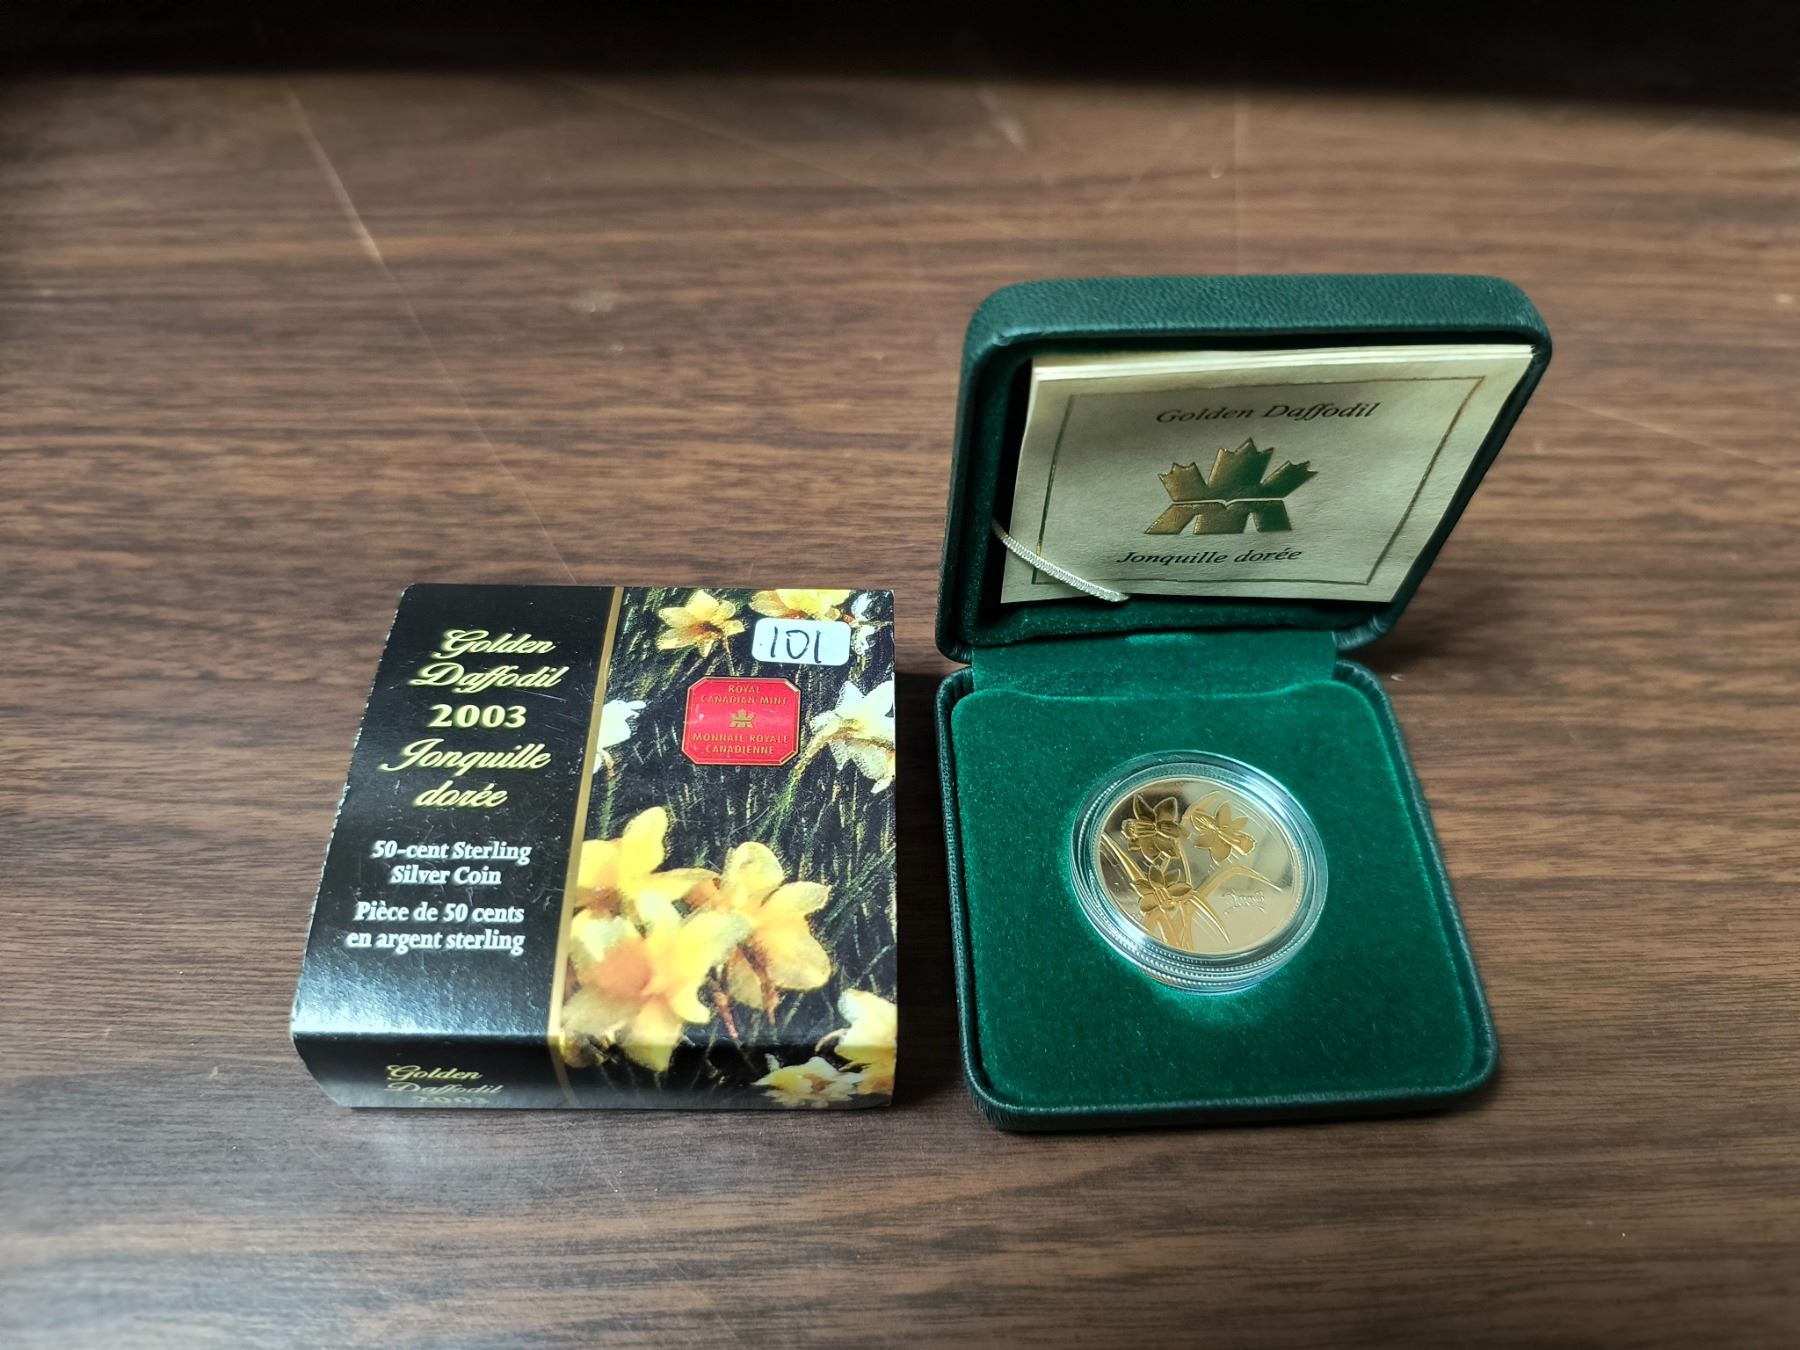 Golden
Daffodil
2003
Jonquille
dorée
50-cent Sterling
Silver Coin
Pièce de 50 cents
en argent sterling
101
ROYAL
CANADIAN MINT
MONNAIE ROYALE
CANADIENNE
Golden
Daffodil
2003
Golden Daffodil
Jonquille dorée
2003